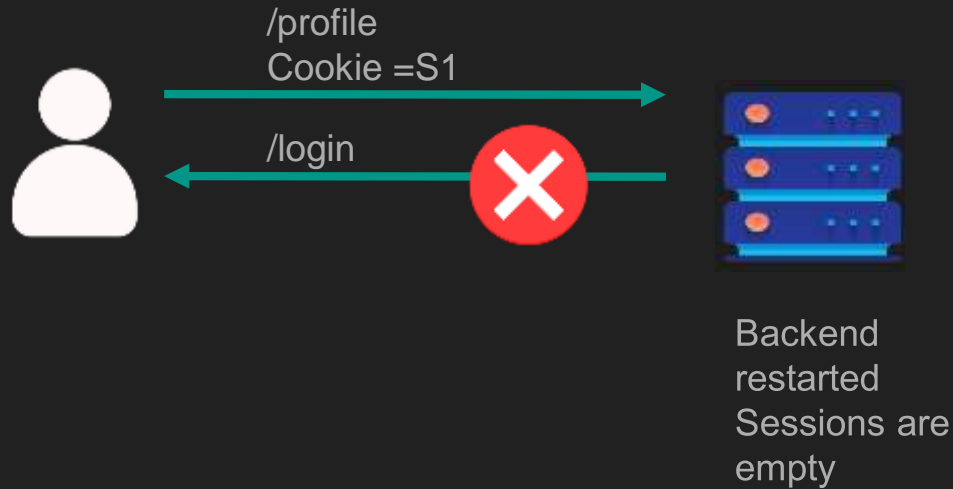 /profile
Cookie =S1
/login
Backend
restarted
Sessions are
empty